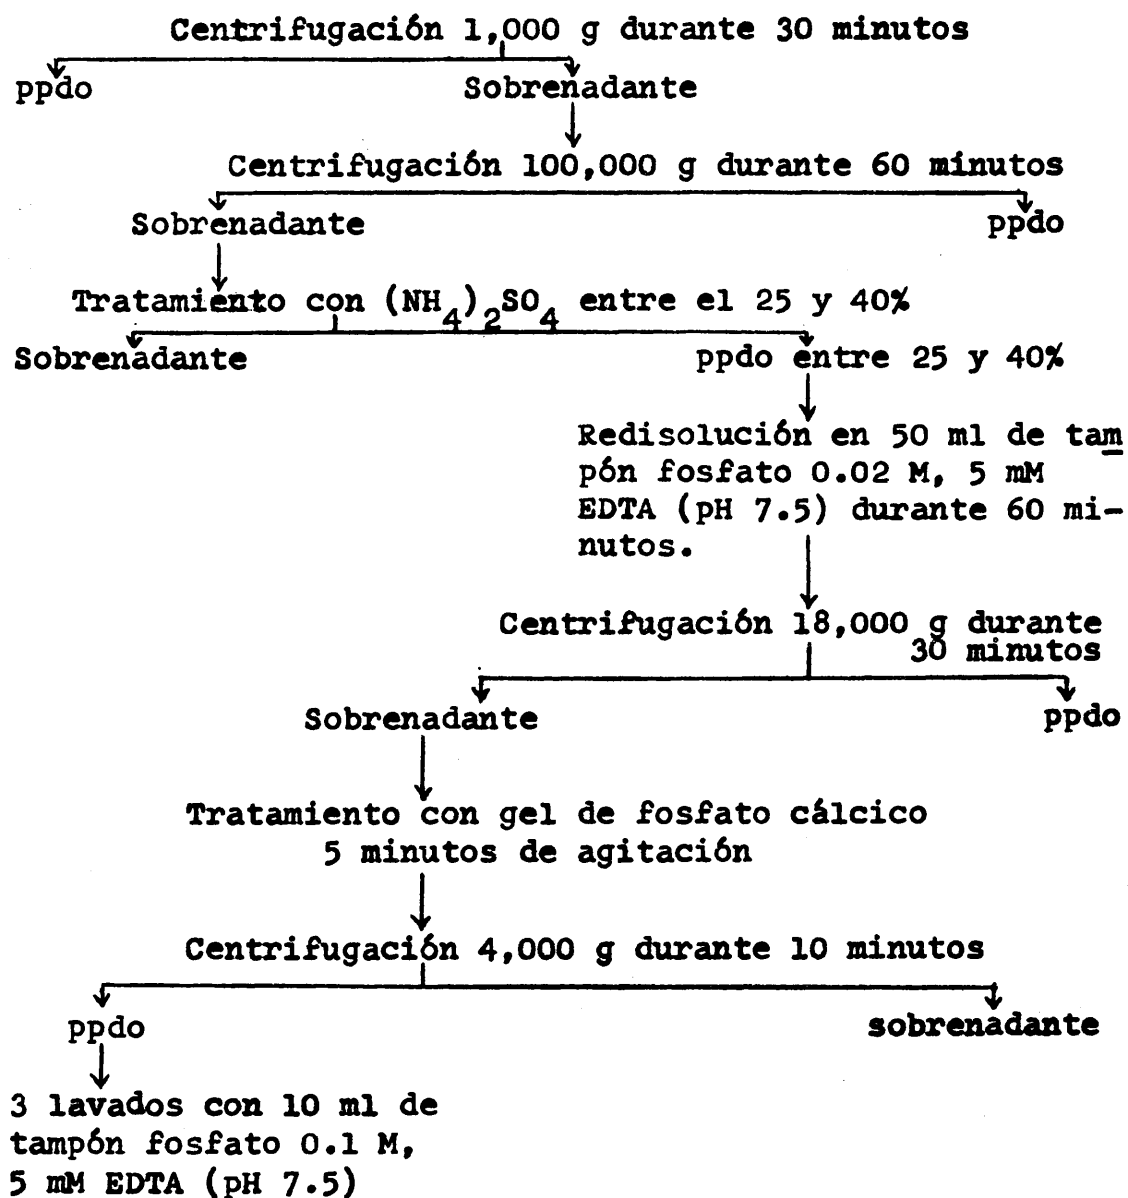 Centrifugación 1,000 g durante 30 minutos
ppdo Sobrenadante
Centrifugación 100,000 g durante 60 minutos
Sobrenadante ppdo
Tratamiento con (NH4)2SO4 entre el 25 y 40%
Sobrenadante ppdo entre 25 y 40%
Redisolución en 50 ml de tam
pón fosfato 0.02 M, 5 mM
EDTA (pH 7.5) durante 60 mi-
nutos.
Centrifugación 18,000 g durante
30 minutos
Sobrenadante ppdo
Tratamiento con gel de fosfato cálcico
5 minutos de agitación
Centrifugación 4,000 g durante 10 minutos
ppdo sobrenadante
3 lavados con 10 ml de
tampón fosfato 0.1 M,
5 mM EDTA (pH 7.5)